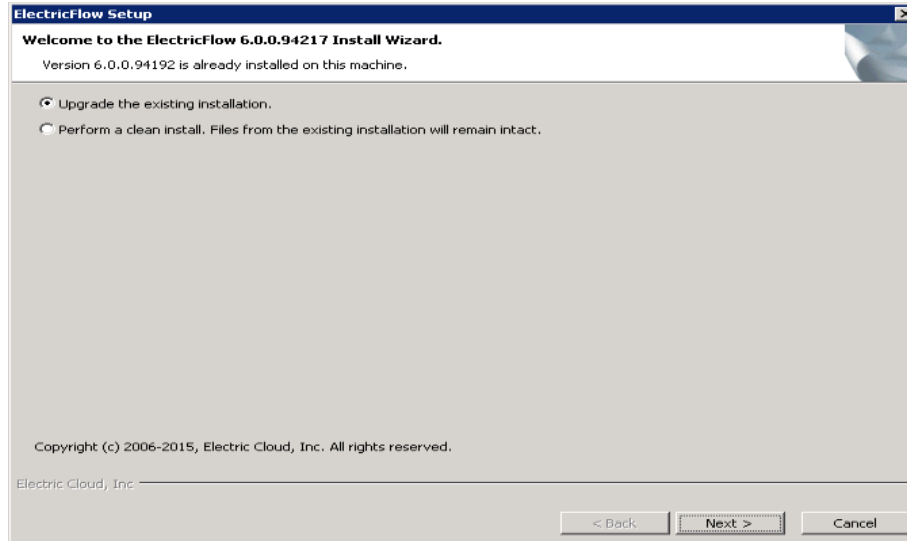 ElectricFlow Setup
Welcome to the ElectricFlow 6.0.0.94217 Install Wizard.
Version 6.0.0.94192 is already installed on this machine.
Upgrade the existing installation.
Perform a clean install. Files from the existing installation will remain intact.
Copyright (c) 2006-2015, Electric Cloud, Inc. All rights reserved.
Electric Cloud, Inc
< Back Next > Cancel